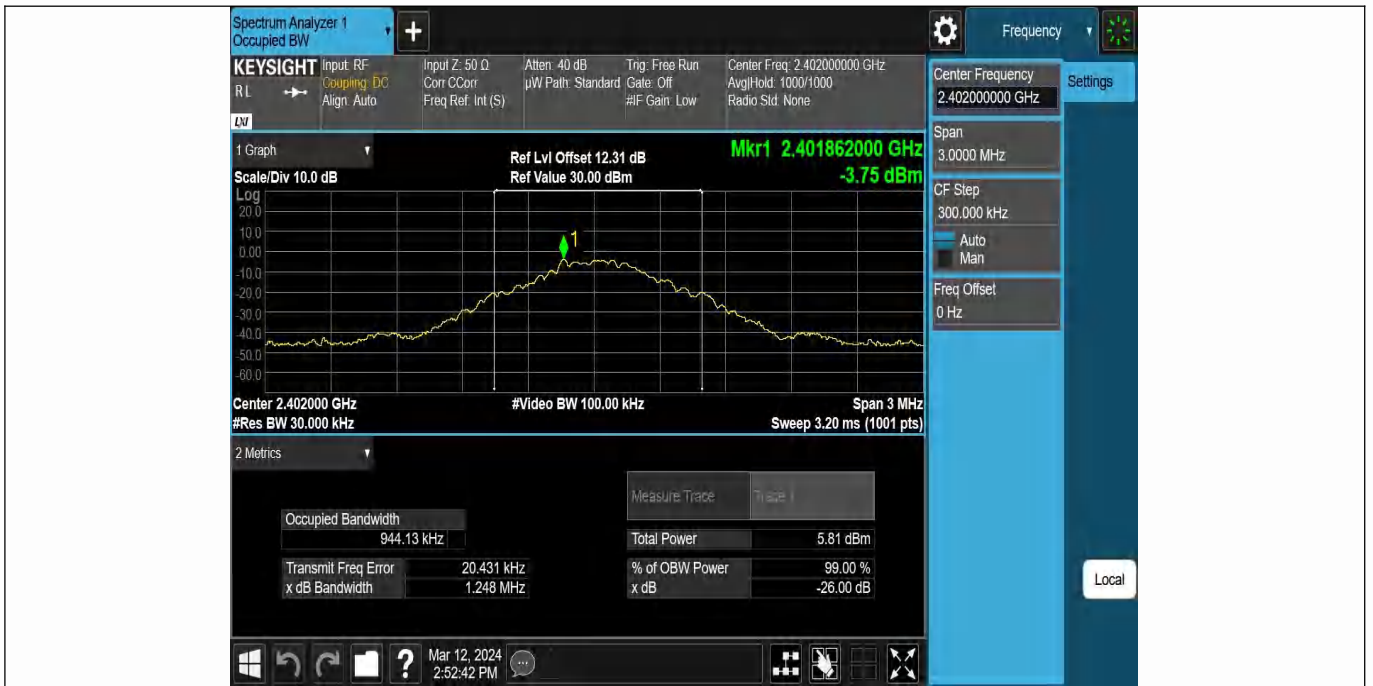 Spectrum Analyzer 1
Occupied BW
Frequency
KEYSIGHT
R L
LXI
Input: RF
Coupling: DC
Align: Auto
Input Z: 50 Ω
Corr CCorr
Freq Ref: Int (S)
Atten: 40 dB
µW Path: Standard
Trig: Free Run
Gate: Off
#IF Gain: Low
Center Freq: 2.402000000 GHz
Avg|Hold: 1000/1000
Radio Std: None
Center Frequency
2.402000000 GHz
Settings
Span
3.0000 MHz
CF Step
300.000 kHz
Auto
Man
Freq Offset
0 Hz
1 Graph
Scale/Div 10.0 dB
Ref Lvl Offset 12.31 dB
Ref Value 30.00 dBm
Mkr1 2.401862000 GHz
-3.75 dBm
Log
20.0
10.0
0.00
-10.0
-20.0
-30.0
-40.0
-50.0
-60.0
1
Center 2.402000 GHz
#Res BW 30.000 kHz
#Video BW 100.00 kHz
Span 3 MHz
Sweep 3.20 ms (1001 pts)
2 Metrics
Measure Trace Trace 1
Occupied Bandwidth
944.13 kHz
Total Power 5.81 dBm
Transmit Freq Error 20.431 kHz
% of OBW Power 99.00 %
x dB Bandwidth 1.248 MHz
x dB -26.00 dB
Local
Mar 12, 2024
2:52:42 PM